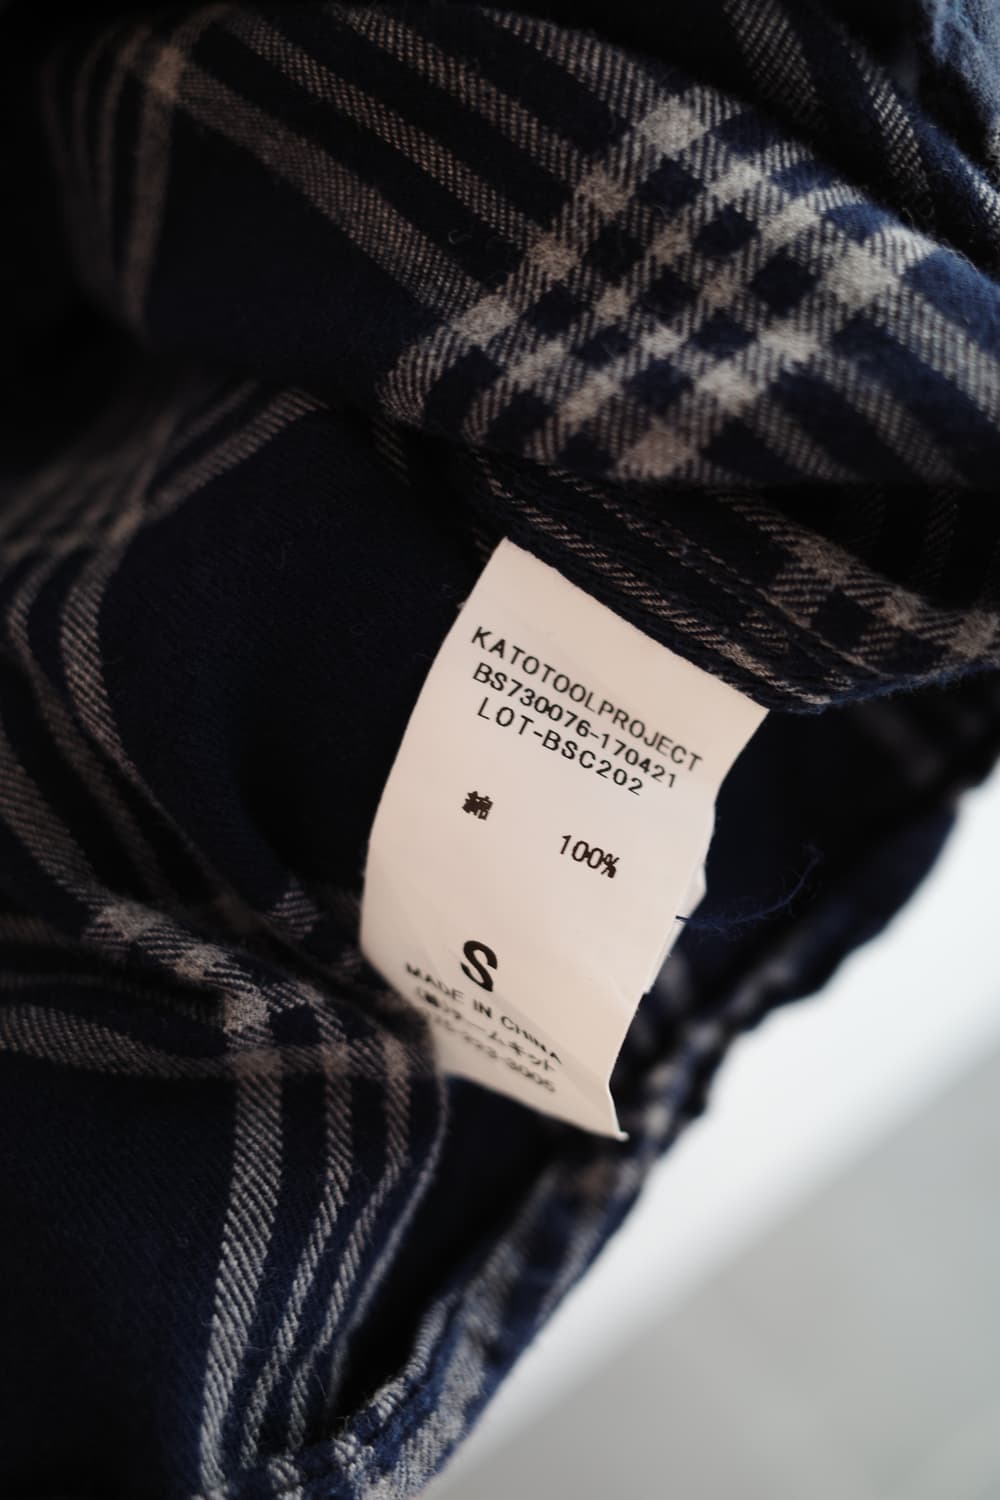 KATOTOOLPROJECT
BS730076-170421
LOT-BSC202
綿 100%
S
MADE IN CHINA